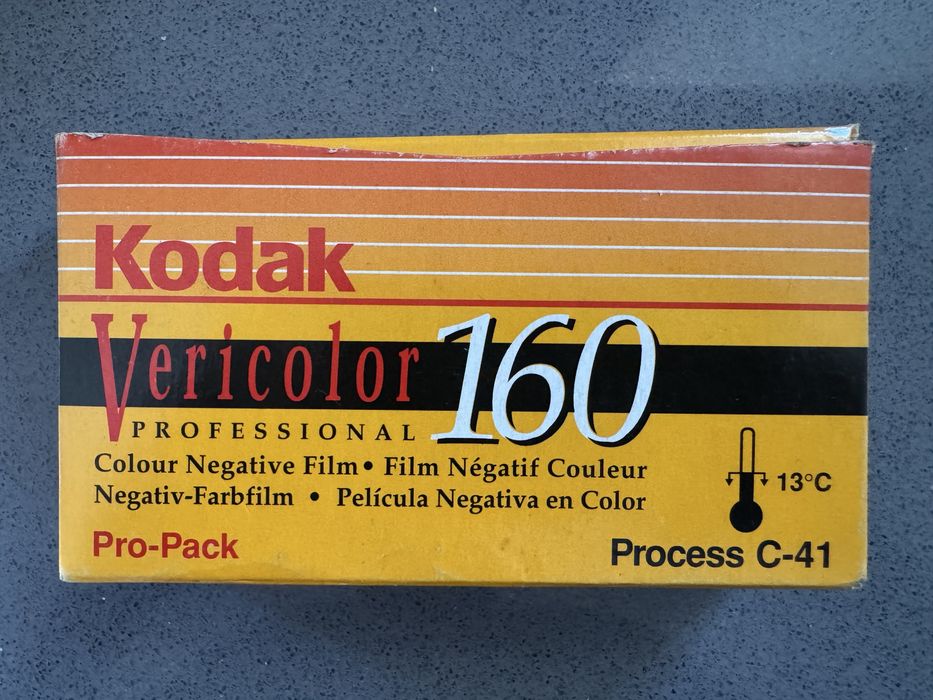 Kodak
Vericolor 160
PROFESSIONAL
Colour Negative Film • Film Négatif Couleur
Negativ-Farbfilm • Película Negativa en Color
13°C
Pro-Pack
Process C-41